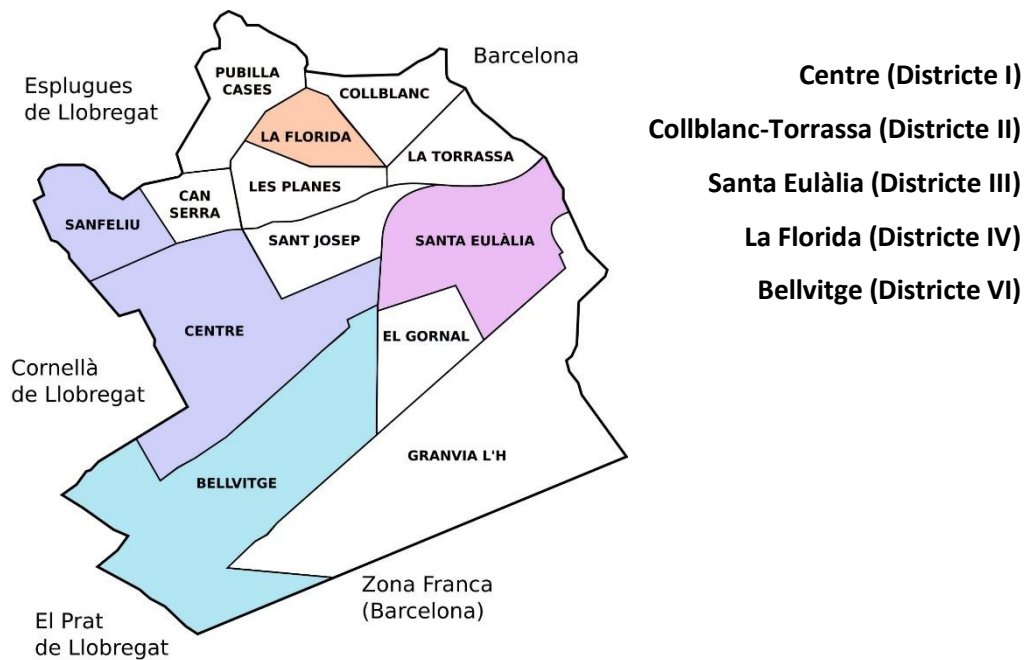 Barcelona
Esplugues
de Llobregat
PUBILLA
CASES
COLLBLANC
LA FLORIDA
LA TORRASSA
LES PLANES
CAN
SERRA
SANFELIU
SANT JOSEP
SANTA EULÀLIA
CENTRE
EL GORNAL
Cornellà
de Llobregat
GRANVIA L'H
BELLVITGE
Zona Franca
(Barcelona)
El Prat
de Llobregat
Centre (Districte I)
Collblanc-Torrassa (Districte II)
Santa Eulàlia (Districte III)
La Florida (Districte IV)
Bellvitge (Districte VI)